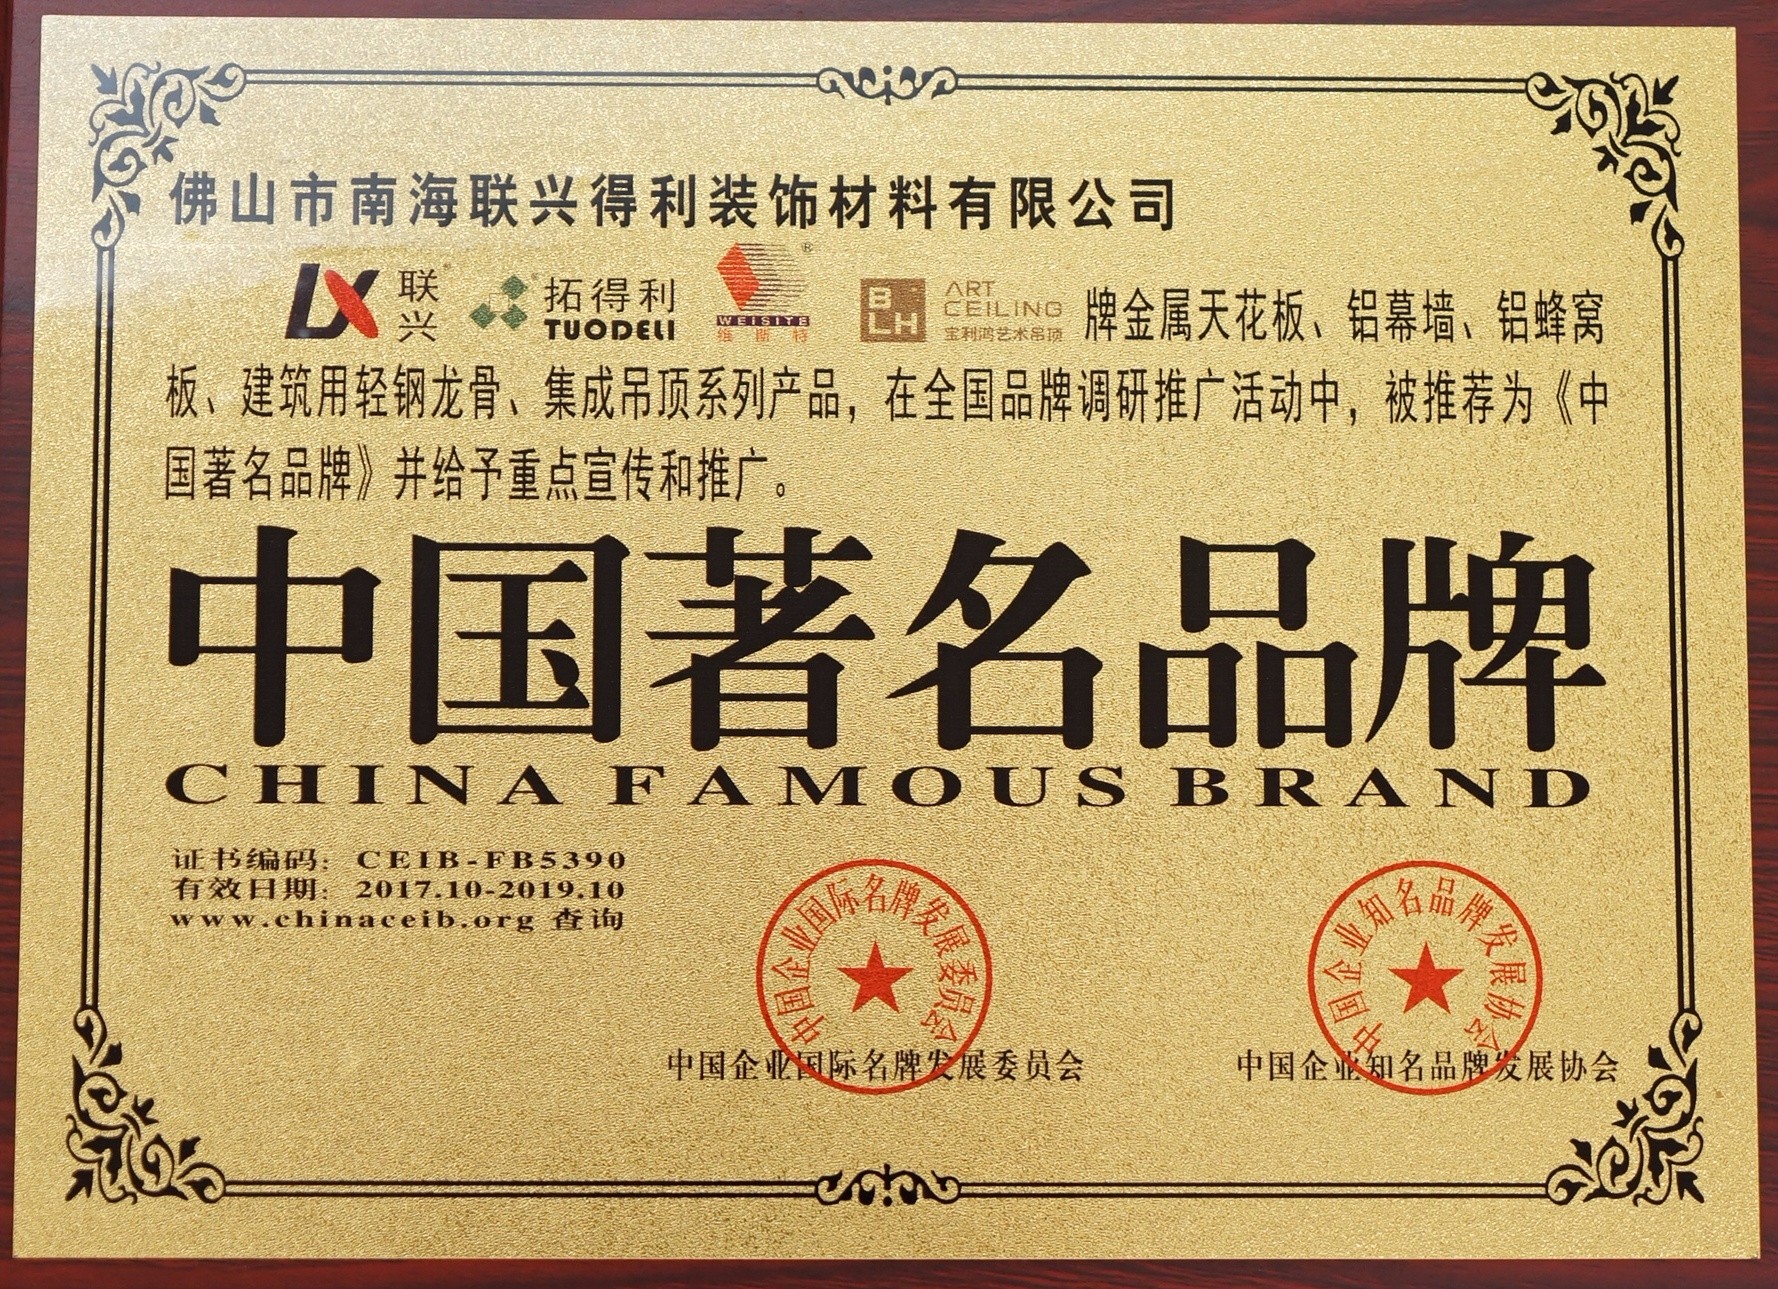 佛山市南海联兴得利装饰材料有限公司
LX 联兴® 拓得利® TUODELI WEISITE® 维斯特 BLH ART CEILING 宝利鸿艺术吊顶 牌金属天花板、铝幕墙、铝蜂窝
板、建筑用轻钢龙骨、集成吊顶系列产品，在全国品牌调研推广活动中，被推荐为《中
国著名品牌》并给予重点宣传和推广。
中国著名品牌
CHINA FAMOUS BRAND
证书编码：CEIB-FB5390
有效日期：2017.10-2019.10
www.chinaceib.org 查询
中国企业国际名牌发展委员会
中国企业知名品牌发展协会
中国企业国际名牌发展委员会
中国企业知名品牌发展协会